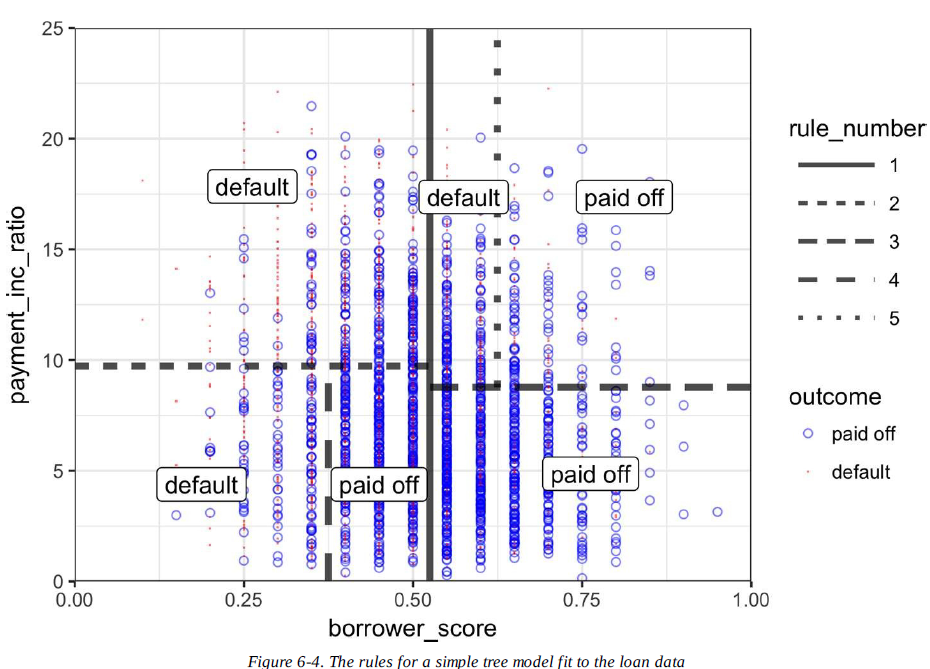 25
20
15
10
5
0
payment_inc_ratio
default
default
paid off
default
paid off
paid off
0.00
0.25
0.50
0.75
1.00
borrower_score
rule_number
1
2
3
4
5
outcome
paid off
default
Figure 6-4. The rules for a simple tree model fit to the loan data